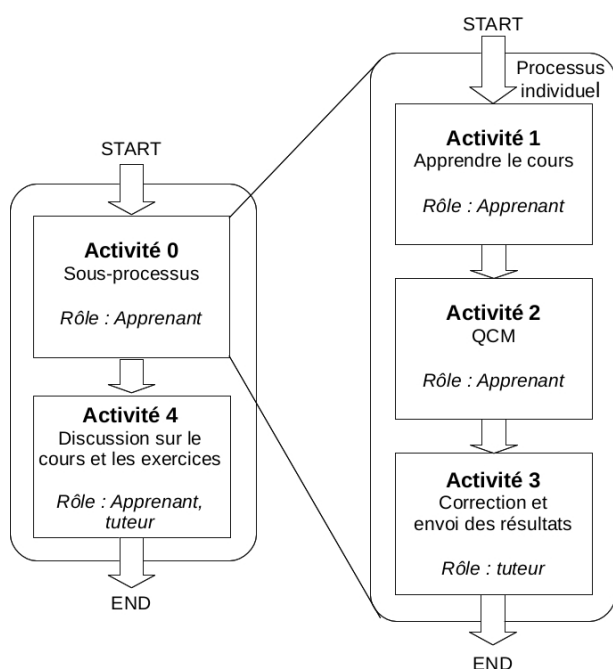 START
Activité 0
Sous-processus
Rôle : Apprenant
Activité 4
Discussion sur le
cours et les exercices
Rôle : Apprenant,
tuteur
END
START
Processus
individuel
Activité 1
Apprendre le cours
Rôle : Apprenant
Activité 2
QCM
Rôle : Apprenant
Activité 3
Correction et
envoi des résultats
Rôle : tuteur
END